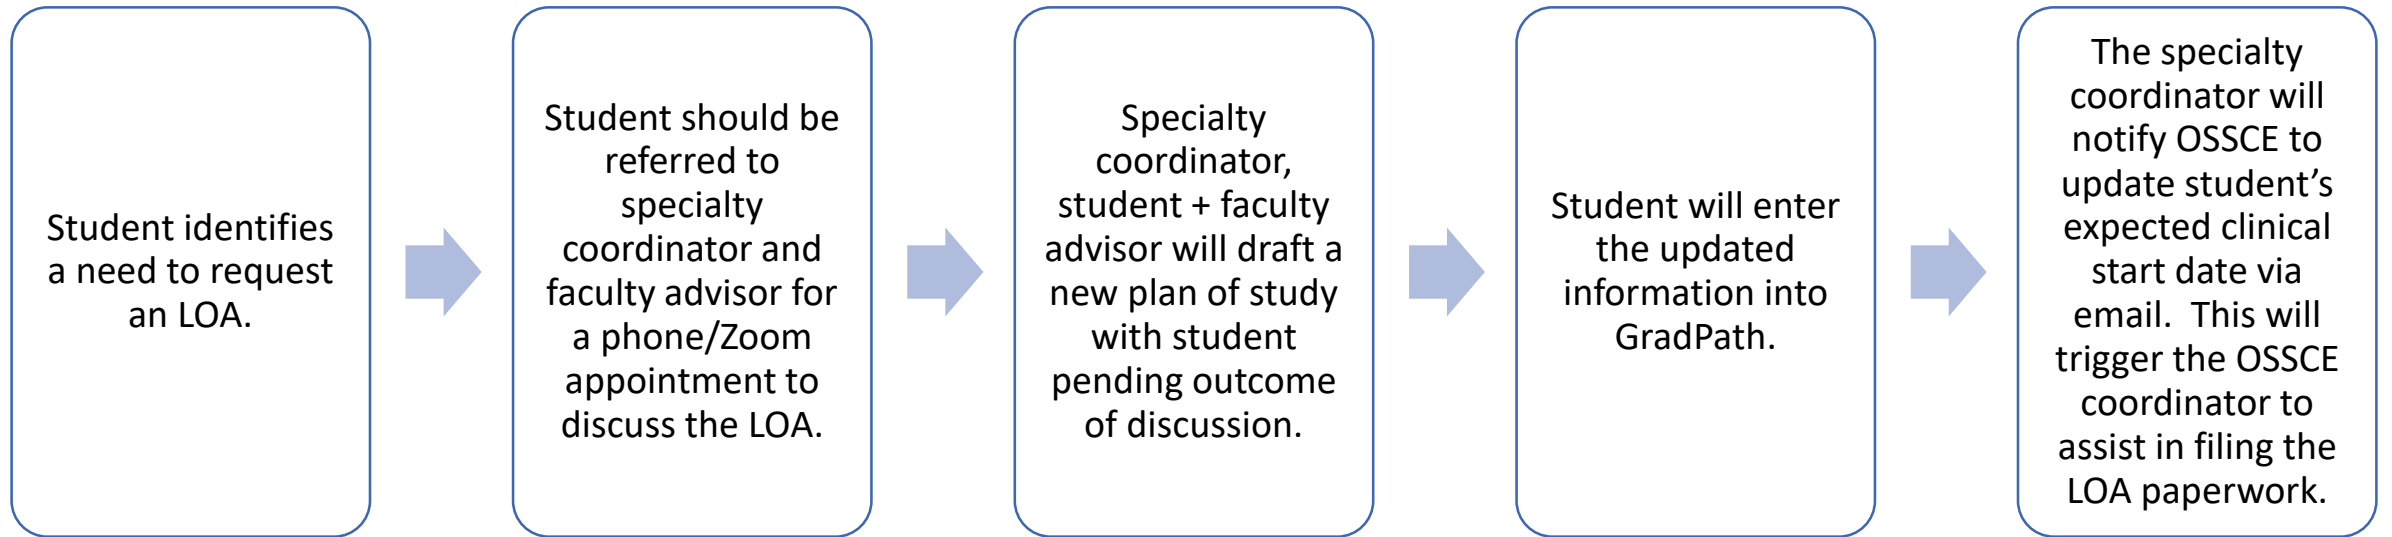 Student identifies
a need to request
an LOA.
Student should be
referred to
specialty
coordinator and
faculty advisor for
a phone/Zoom
appointment to
discuss the LOA.
Specialty
coordinator,
student + faculty
advisor will draft a
new plan of study
with student
pending outcome
of discussion.
Student will enter
the updated
information into
GradPath.
The specialty
coordinator will
notify OSSCE to
update student’s
expected clinical
start date via
email.  This will
trigger the OSSCE
coordinator to
assist in filing the
LOA paperwork.